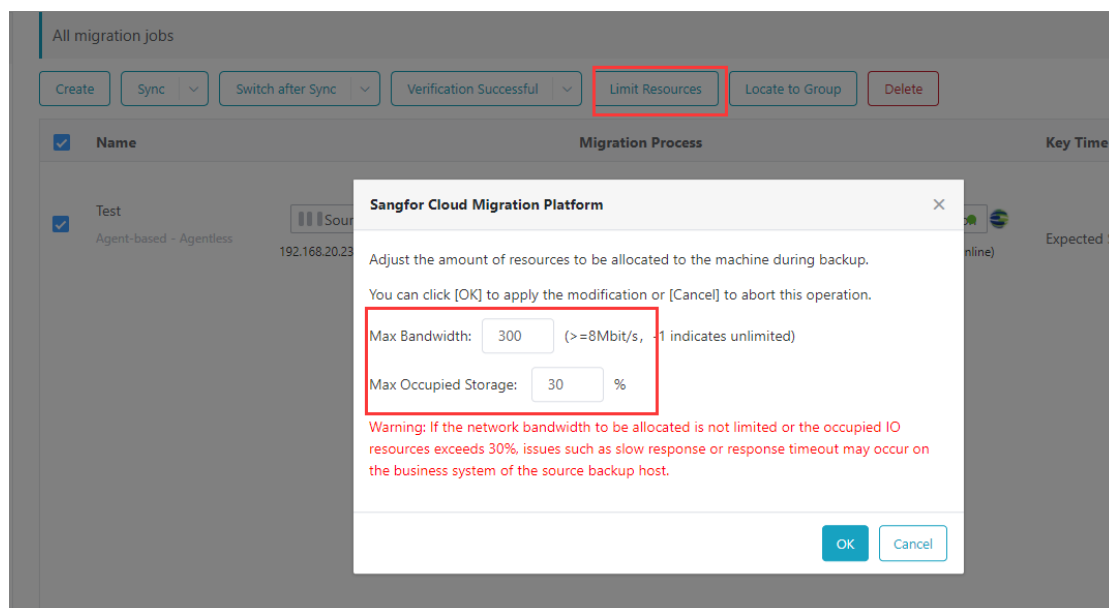 All migration jobs
Create Sync Switch after Sync Verification Successful Limit Resources Locate to Group Delete
Name Migration Process Key Time
Test
Agent-based - Agentless
Sangfor Cloud Migration Platform
192.168.20.23
Expected
Adjust the amount of resources to be allocated to the machine during backup.
You can click [OK] to apply the modification or [Cancel] to abort this operation.
Max Bandwidth: 300 (>=8Mbit/s, -1 indicates unlimited)
Max Occupied Storage: 30 %
Warning: If the network bandwidth to be allocated is not limited or the occupied IO
resources exceeds 30%, issues such as slow response or response timeout may occur on
the business system of the source backup host.
OK Cancel